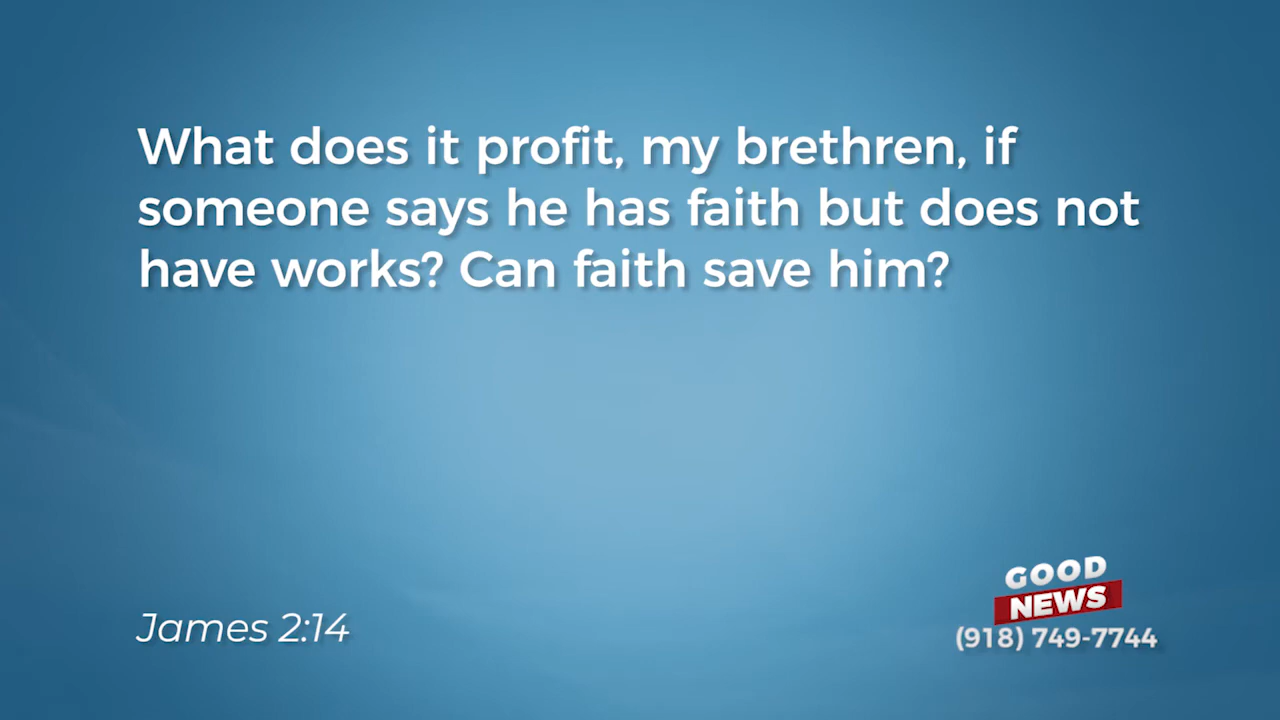 What does it profit, my brethren, if
someone says he has faith but does not
have works? Can faith save him?
James 2:14
GOOD
NEWS
(918) 749-7744